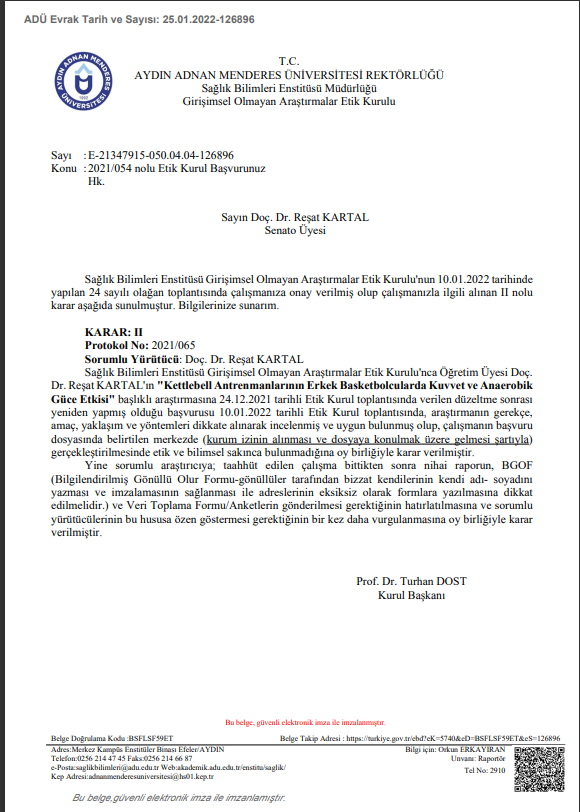 ADÜ Evrak Tarih ve Sayısı: 25.01.2022-126896
T.C.
AYDIN ADNAN MENDERES ÜNİVERSİTESİ REKTÖRLÜĞÜ
Sağlık Bilimleri Enstitüsü Müdürlüğü
Girişimsel Olmayan Araştırmalar Etik Kurulu
AYDIN ADNAN MENDERES
ÜNİVERSİTESİ
1992
Sayı : E-21347915-050.04.04-126896
Konu : 2021/054 nolu Etik Kurul Başvurunuz
Hk.
Sayın Doç. Dr. Reşat KARTAL
Senato Üyesi
Sağlık Bilimleri Enstitüsü Girişimsel Olmayan Araştırmalar Etik Kurulu'nun 10.01.2022 tarihinde
yapılan 24 sayılı olağan toplantısında çalışmanıza onay verilmiş olup çalışmanızla ilgili alınan II nolu
karar aşağıda sunulmuştur. Bilgilerinize sunarım.
KARAR: II
Protokol No: 2021/065
Sorumlu Yürütücü: Doç. Dr. Reşat KARTAL
Sağlık Bilimleri Enstitüsü Girişimsel Olmayan Araştırmalar Etik Kurulu'nca Öğretim Üyesi Doç.
Dr. Reşat KARTAL'ın "Kettlebell Antrenmanlarının Erkek Basketbolcularda Kuvvet ve Anaerobik
Güce Etkisi" başlıklı araştırmasına 24.12.2021 tarihli Etik Kurul toplantısında verilen düzeltme sonrası
yeniden yapmış olduğu başvurusu 10.01.2022 tarihli Etik Kurul toplantısında, araştırmanın gerekçe,
amaç, yaklaşım ve yöntemleri dikkate alınarak incelenmiş ve uygun bulunmuş olup, çalışmanın başvuru
dosyasında belirtilen merkezde (kurum izinin alınması ve dosyaya konulmak üzere gelmesi şartıyla)
gerçekleştirilmesinde etik ve bilimsel sakınca bulunmadığına oy birliğiyle karar verilmiştir.
Yine sorumlu araştırıcıya; taahhüt edilen çalışma bittikten sonra nihai raporun, BGOF
(Bilgilendirilmiş Gönüllü Olur Formu-gönüllüler tarafından bizzat kendilerinin kendi adı- soyadını
yazması ve imzalamasının sağlanması ile adreslerinin eksiksiz olarak formlara yazılmasına dikkat
edilmelidir.) ve Veri Toplama Formu/Anketlerin gönderilmesi gerektiğinin hatırlatılmasına ve sorumlu
yürütücülerinin bu hususa özen göstermesi gerektiğinin bir kez daha vurgulanmasına oy birliğiyle karar
verilmiştir.
Prof. Dr. Turhan DOST
Kurul Başkanı
Bu belge, güvenli elektronik imza ile imzalanmıştır.
Belge Doğrulama Kodu :BSFLSF59ET Belge Takip Adresi : https://turkiye.gov.tr/ebd?eK=5740&eD=BSFLSF59ET&eS=126896
Adres:Merkez Kampüs Enstitüler Binası Efeler/AYDIN Bilgi için: Orkun ERKAYIRAN
Telefon:0256 214 47 45 Faks:0256 214 66 87 Unvanı: Raportör
e-Posta:saglikbilimleri@adu.edu.tr Web:akademik.adu.edu.tr/enstitu/saglik/
Kep Adresi:adnanmenderesuniversitesi@hs01.kep.tr Tel No: 2910
Bu belge,güvenli elektronik imza ile imzanlamıştır.